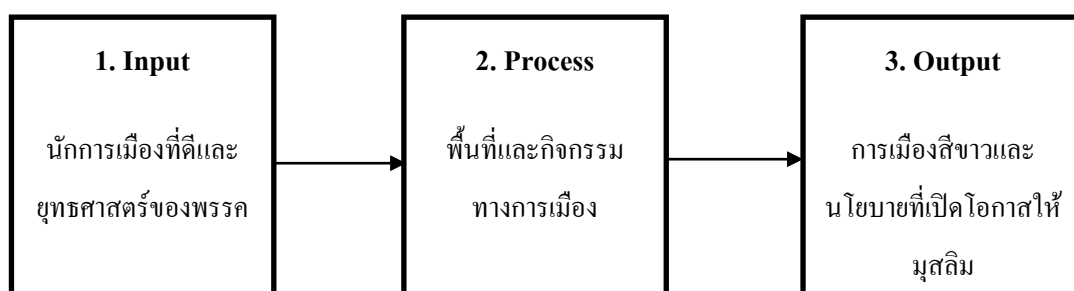 1. Input
นักการเมืองที่ดีและ
ยุทธศาสตร์ของพรรค
2. Process
พื้นที่และกิจกรรม
ทางการเมือง
3. Output
การเมืองสีขาวและ
นโยบายที่เปิดโอกาสให้
มุสลิม